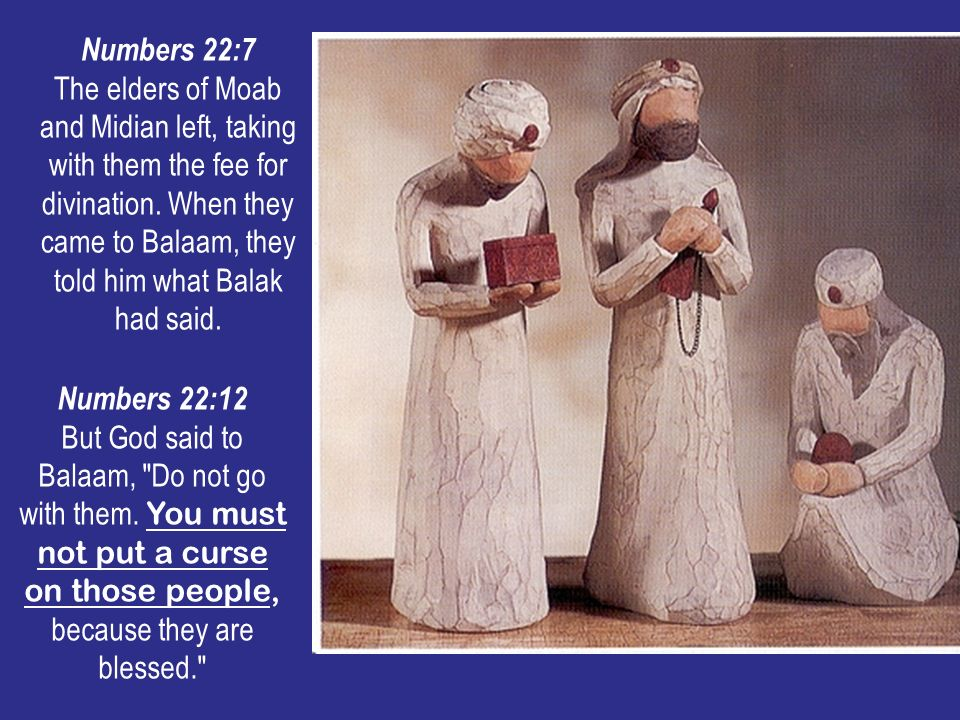 Numbers 22:7
The elders of Moab
and Midian left, taking
with them the fee for
divination. When they
came to Balaam, they
told him what Balak
had said.
Numbers 22:12
But God said to
Balaam, "Do not go
with them. You must
not put a curse
on those people,
because they are
blessed."